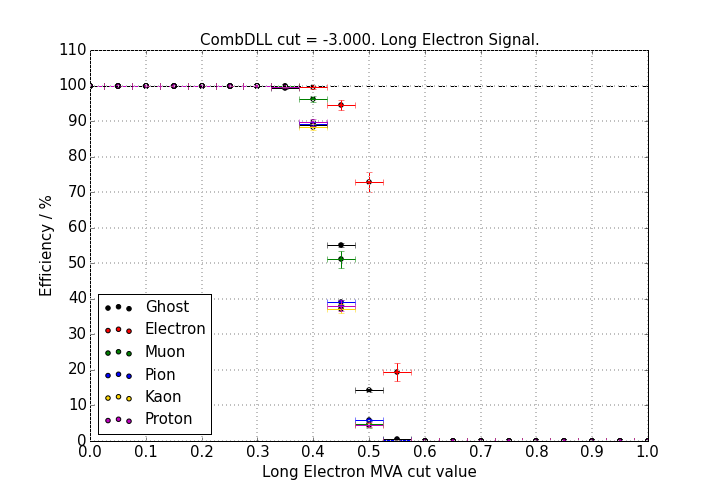 CombDLL cut = -3.000. Long Electron Signal.
110
100
90
80
70
60
50
40
30
20
10
0
Efficiency / %
Ghost
Electron
Muon
Pion
Kaon
Proton
0.0 0.1 0.2 0.3 0.4 0.5 0.6 0.7 0.8 0.9 1.0
Long Electron MVA cut value